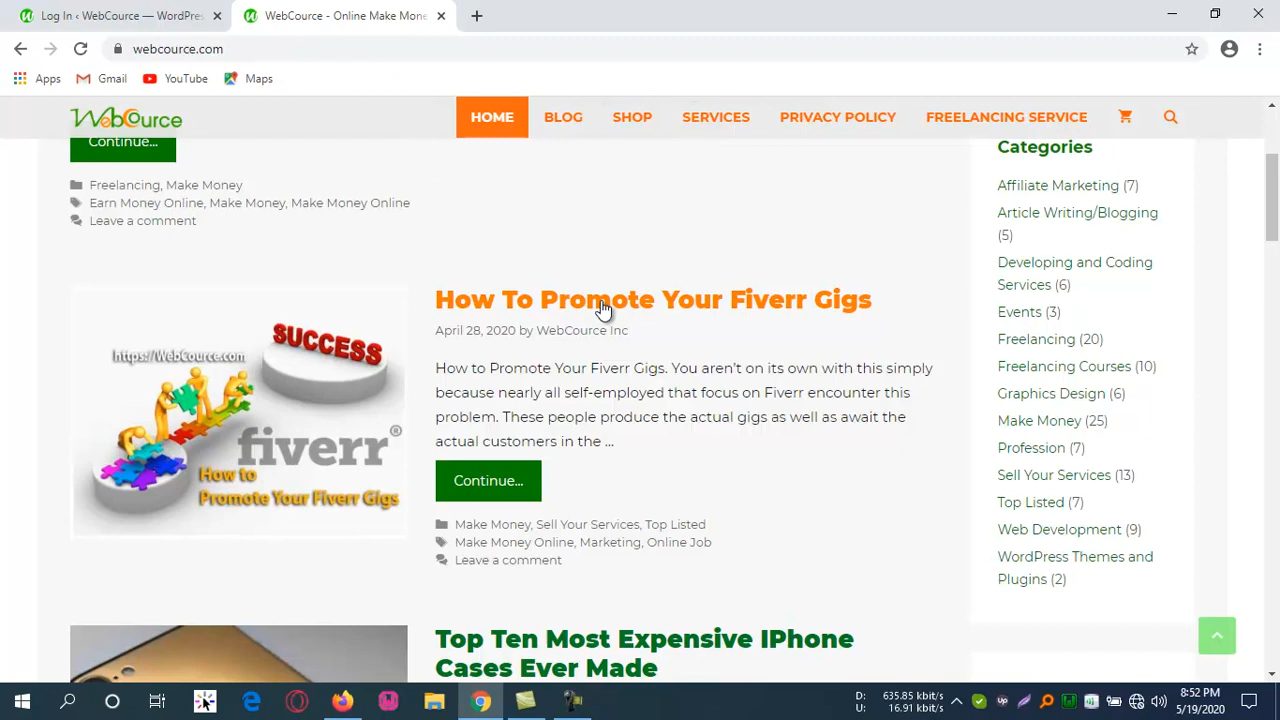 Log In ‹ WebCource — WordPres
WebCource - Online Make Mone
webcource.com
Apps
Gmail
YouTube
Maps
WebCource
HOME
BLOG
SHOP
SERVICES
PRIVACY POLICY
FREELANCING SERVICE
Continue...
Freelancing, Make Money
Earn Money Online, Make Money, Make Money Online
Leave a comment
https://WebCource.com
SUCCESS
fiverr®
How to
Promote Your Fiverr Gigs
How To Promote Your Fiverr Gigs
April 28, 2020 by WebCource Inc
How to Promote Your Fiverr Gigs. You aren’t on its own with this simply
because nearly all self-employed that focus on Fiverr encounter this
problem. These people produce the actual gigs as well as await the
actual customers in the ...
Continue...
Make Money, Sell Your Services, Top Listed
Make Money Online, Marketing, Online Job
Leave a comment
Top Ten Most Expensive IPhone
Cases Ever Made
Categories
Affiliate Marketing (7)
Article Writing/Blogging
(5)
Developing and Coding
Services (6)
Events (3)
Freelancing (20)
Freelancing Courses (10)
Graphics Design (6)
Make Money (25)
Profession (7)
Sell Your Services (13)
Top Listed (7)
Web Development (9)
WordPress Themes and
Plugins (2)
D: 635.85 kbit/s
U: 16.91 kbit/s
8:52 PM
5/19/2020